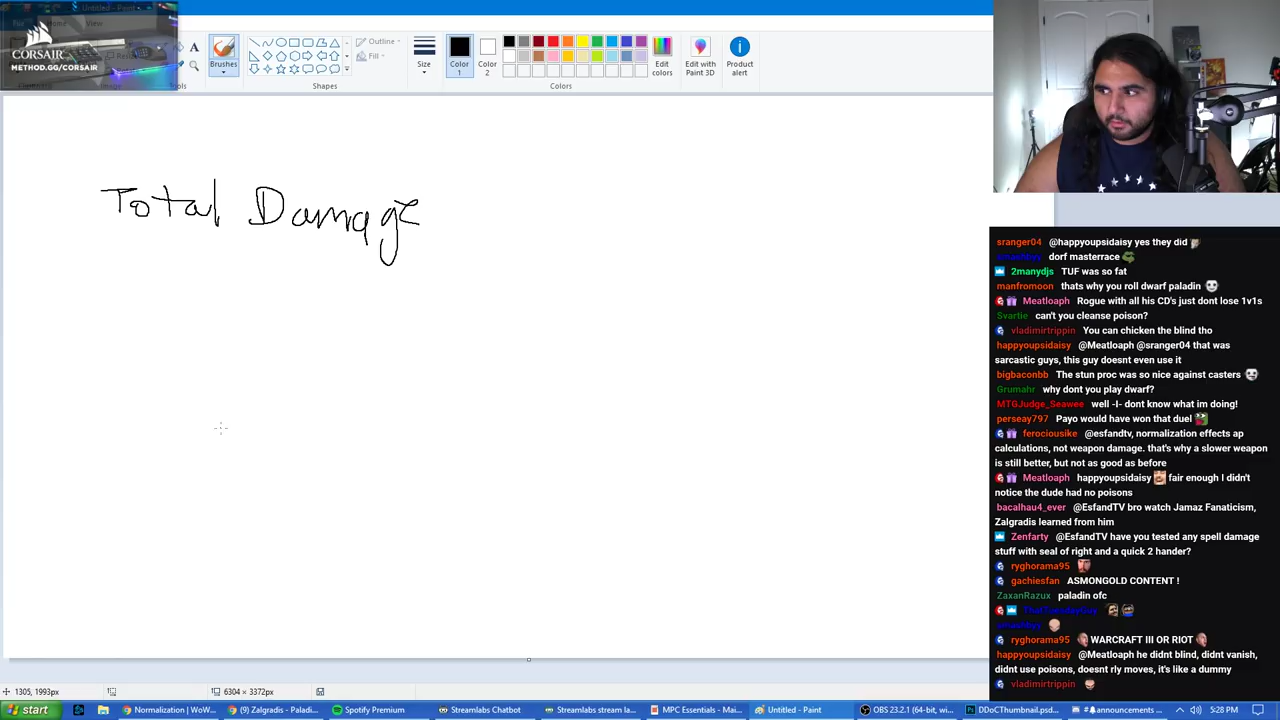 Untitled - Paint
Home View
CORSAIR
METHOD.GG/CORSAIR
Tools
Brushes
Outline
Fill
Shapes
Size
Color 1
Color 2
Edit colors
Edit with Paint 3D
Product alert
Colors
Total Damage
sranger04 @happyoupsidaisy yes they did
dorf masterrace
2manydjs TUF was so fat
manfromoon thats why you roll dwarf paladin
Meatloaph Rogue with all his CD's just dont lose 1v1s
Svartie can't you cleanse poison?
vladimirtrippin You can chicken the blind tho
happyoupsidaisy @Meatloaph @sranger04 that was
sarcastic guys, this guy doesnt even use it
bigbaconbb The stun proc was so nice against casters
Grumahr why dont you play dwarf?
MTGJudge_Seawee well -I- dont know what im doing!
perseay797 Payo would have won that duel
ferociousike @esfandtv, normalization effects ap
calculations, not weapon damage. that's why a slower weapon
is still better, but not as good as before
Meatloaph happyoupsidaisy fair enough I didn't
notice the dude had no poisons
bacalhau4_ever @EsfandTV bro watch Jamaz Fanaticism,
Zalgradis learned from him
Zenfarty @EsfandTV have you tested any spell damage
stuff with seal of right and a quick 2 hander?
ryghorama95
gachiesfan ASMONGOLD CONTENT !
ZaxanRazux paladin ofc
ryghorama95 WARCRAFT III OR RIOT
happyoupsidaisy @Meatloaph he didnt blind, didnt vanish,
didnt use poisons, doesnt rly moves, it's like a dummy
vladimirtrippin
1305, 1993px
6304 × 3372px
start
Normalization | WoW...
(9) Zalgradis - Paladi...
Spotify Premium
Streamlabs Chatbot
Streamlabs stream la...
MPC Essentials - Mai...
Untitled - Paint
OBS 23.2.1 (64-bit, wi...
DDoCThumbnail.psd...
#🔔announcements ...
5:28 PM